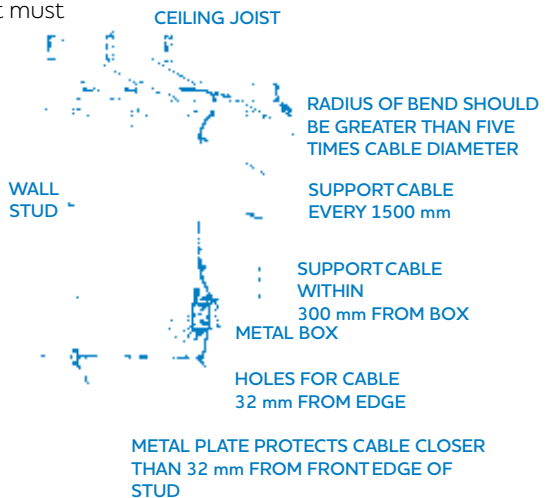 t must
CEILING JOIST
RADIUS OF BEND SHOULD
BE GREATER THAN FIVE
TIMES CABLE DIAMETER
WALL
STUD
SUPPORT CABLE
EVERY 1500 mm
SUPPORT CABLE
WITHIN
300 mm FROM BOX
METAL BOX
HOLES FOR CABLE
32 mm FROM EDGE
METAL PLATE PROTECTS CABLE CLOSER
THAN 32 mm FROM FRONT EDGE OF
STUD